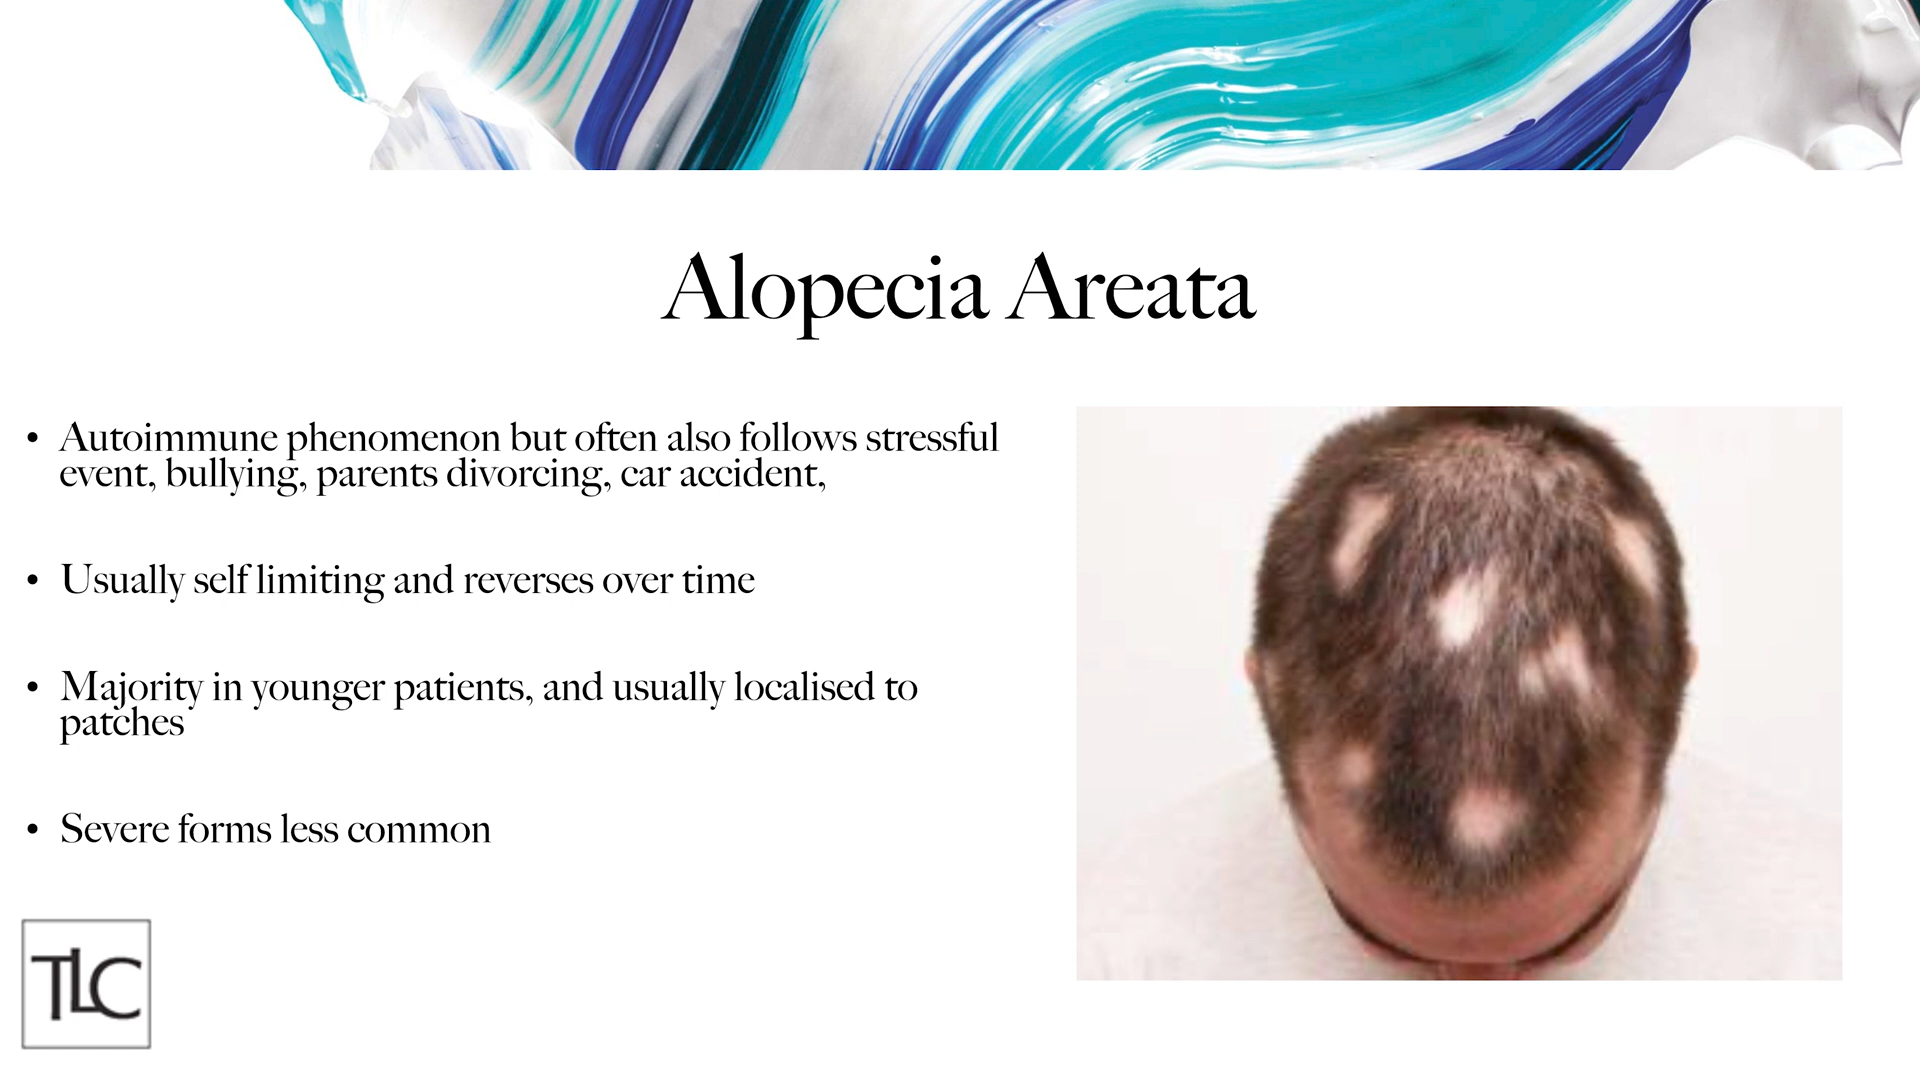 Alopecia Areata
• Autoimmune phenomenon but often also follows stressful
event, bullying, parents divorcing, car accident,
• Usually self limiting and reverses over time
• Majority in younger patients, and usually localised to
patches
• Severe forms less common
TLC